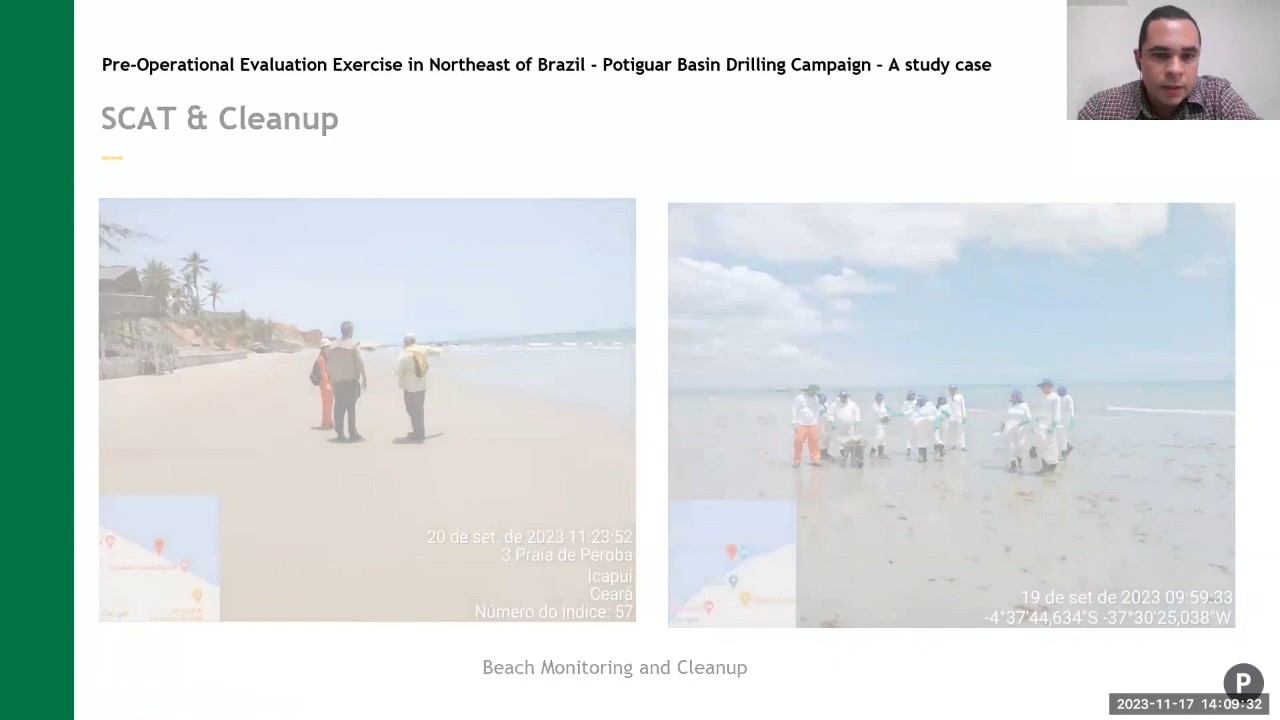 Pre-Operational Evaluation Exercise in Northeast of Brazil - Potiguar Basin Drilling Campaign – A study case
SCAT & Cleanup
20 de set. de 2023 11:23:52
3 Praia de Peroba
Icapuí
Ceará
Número do índice: 57
19 de set de 2023 09:59:33
-4°37'44,634"S -37°30'25,038"W
Beach Monitoring and Cleanup
P
2023-11-17 14:09:32